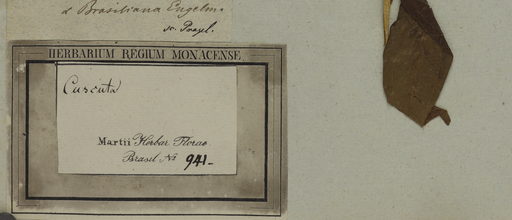 α Brasiliana Engelm.
HERBARIUM REGIUM MONACENSE
Cuscuta
Martii Herbar. Florae
Brasil. No 941.